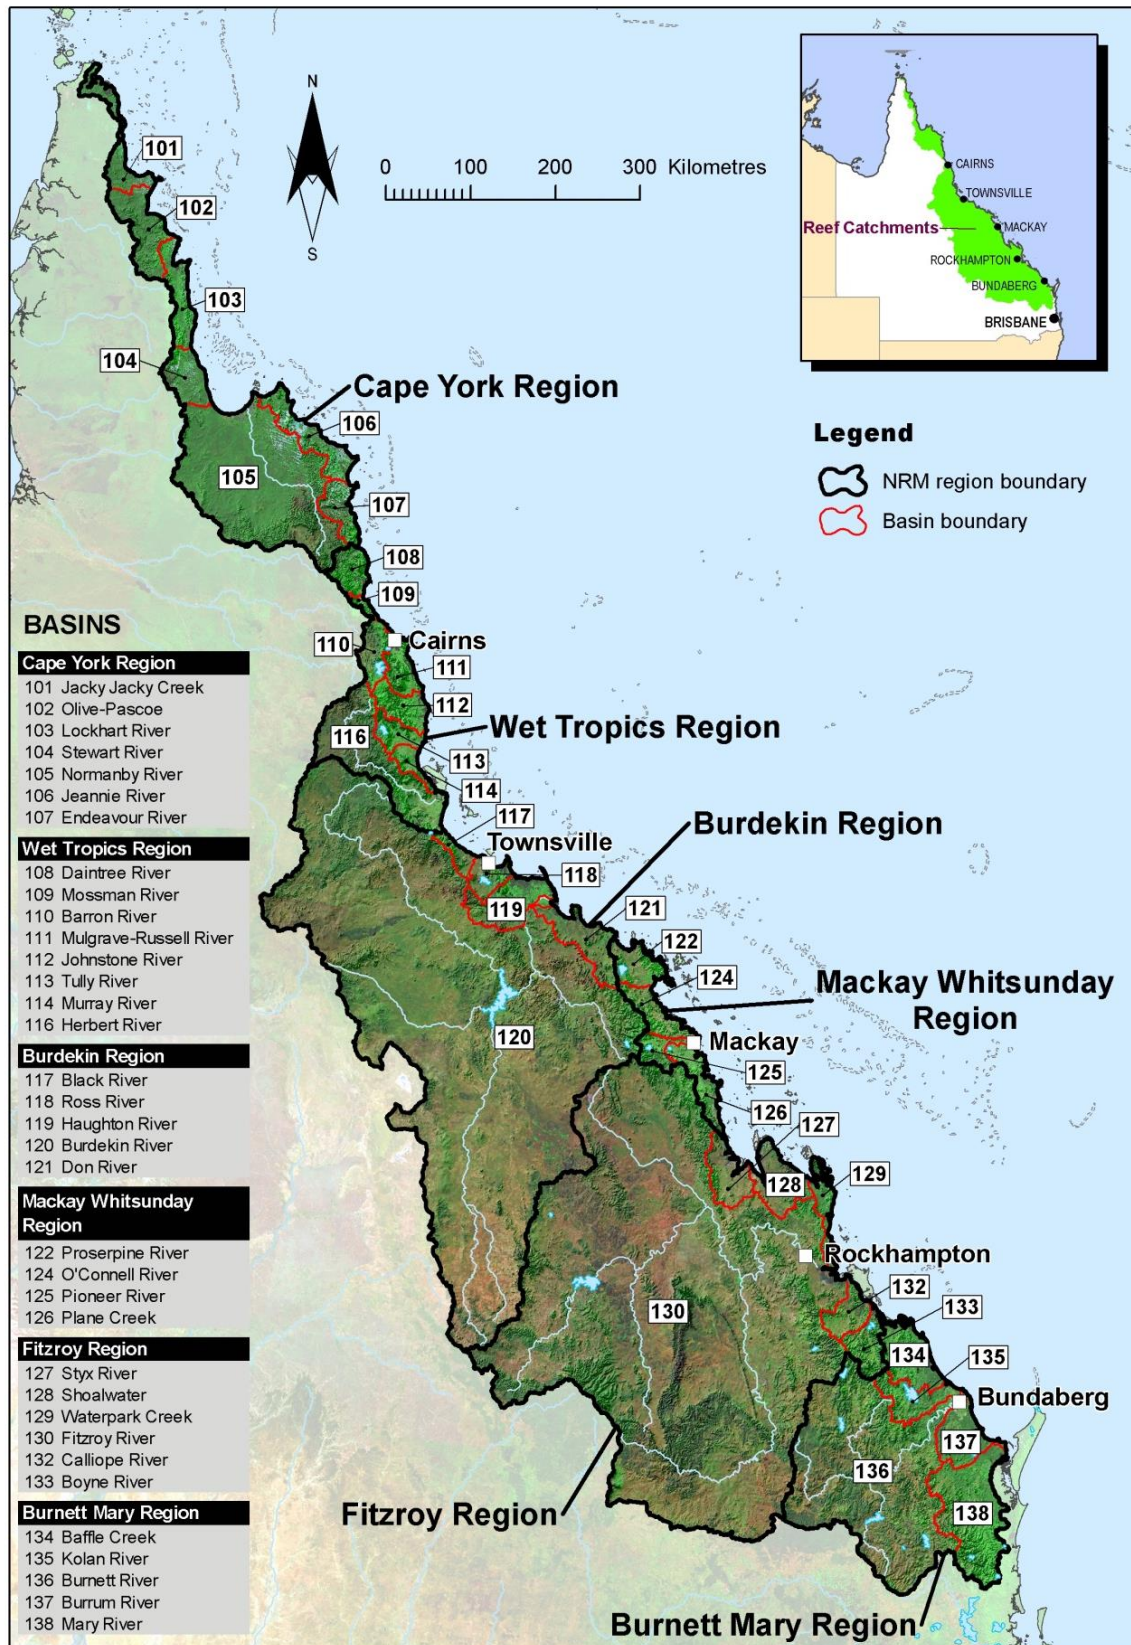 N
S
0 100 200 300 Kilometres
CAIRNS
TOWNSVILLE
Reef Catchments
MACKAY
ROCKHAMPTON
BUNDABERG
BRISBANE
Legend
NRM region boundary
Basin boundary
101
102
103
104
Cape York Region
106
105
107
108
109
110
Cairns
111
112
Wet Tropics Region
116
113
114
117
Townsville
Burdekin Region
118
119
121
122
124
Mackay Whitsunday
Region
120
Mackay
125
126
127
128
129
Rockhampton
130
132
133
134
135
Bundaberg
137
136
138
Fitzroy Region
Burnett Mary Region
BASINS
Cape York Region
101 Jacky Jacky Creek
102 Olive-Pascoe
103 Lockhart River
104 Stewart River
105 Normanby River
106 Jeannie River
107 Endeavour River
Wet Tropics Region
108 Daintree River
109 Mossman River
110 Barron River
111 Mulgrave-Russell River
112 Johnstone River
113 Tully River
114 Murray River
116 Herbert River
Burdekin Region
117 Black River
118 Ross River
119 Haughton River
120 Burdekin River
121 Don River
Mackay Whitsunday
Region
122 Proserpine River
124 O'Connell River
125 Pioneer River
126 Plane Creek
Fitzroy Region
127 Styx River
128 Shoalwater
129 Waterpark Creek
130 Fitzroy River
132 Calliope River
133 Boyne River
Burnett Mary Region
134 Baffle Creek
135 Kolan River
136 Burnett River
137 Burrum River
138 Mary River